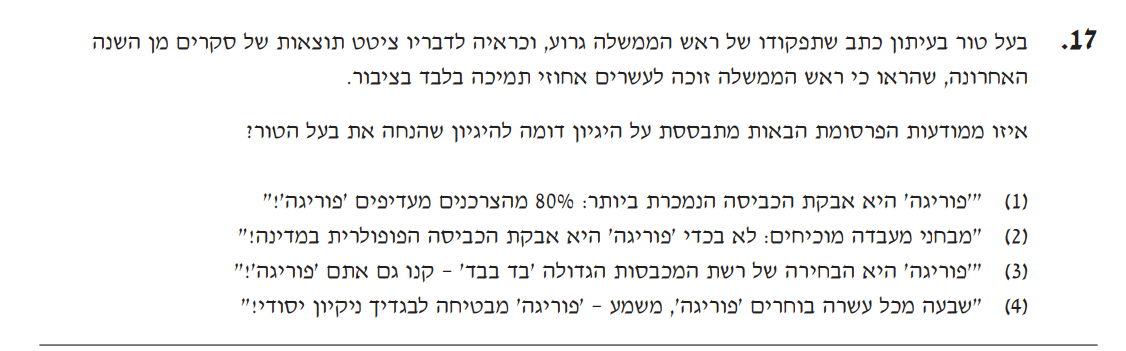 17. בעל טור בעיתון כתב שתפקודו של ראש הממשלה גרוע, וכראיה לדבריו ציטט תוצאות של סקרים מן השנה
האחרונה, שהראו כי ראש הממשלה זוכה לעשרים אחוזי תמיכה בלבד בציבור.
איזו ממודעות הפרסומת הבאות מתבססת על היגיון דומה להיגיון שהנחה את בעל הטור?
(1) "'פוריגה' היא אבקת הכביסה הנמכרת ביותר: 80% מהצרכנים מעדיפים 'פוריגה'!"
(2) "מבחני מעבדה מוכיחים: לא בכדי 'פוריגה' היא אבקת הכביסה הפופולרית במדינה!"
(3) "'פוריגה' היא הבחירה של רשת המכבסות הגדולה 'בד בבד' – קנו גם אתם 'פוריגה'!"
(4) "שבעה מכל עשרה בוחרים 'פוריגה', משמע – 'פוריגה' מבטיחה לבגדיך ניקיון יסודי!"